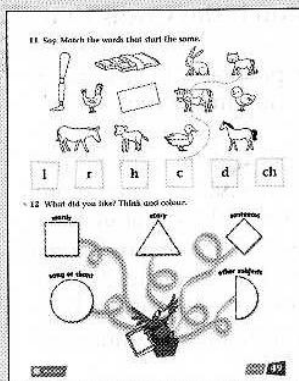 11 Say. Match the words that start the same.
l r h c d ch
12 What did you like? Think and colour.
words story sentences
song or chant other subjects
49